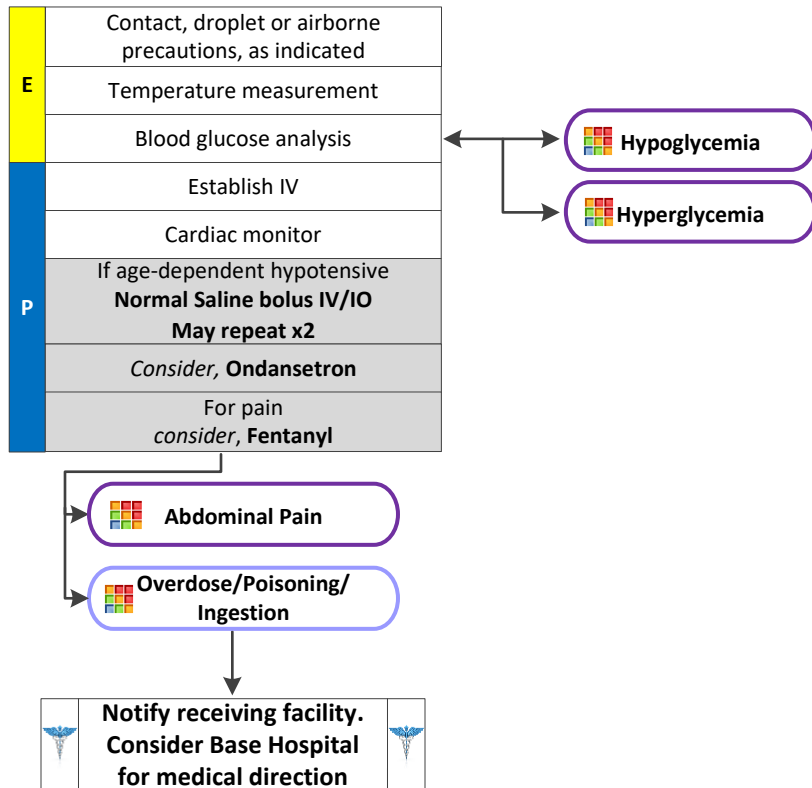 E
Contact, droplet or airborne
precautions, as indicated
Temperature measurement
Blood glucose analysis
Hypoglycemia
Hyperglycemia
P
Establish IV
Cardiac monitor
If age-dependent hypotensive
Normal Saline bolus IV/IO
May repeat x2
Consider, Ondansetron
For pain
consider, Fentanyl
Abdominal Pain
Overdose/Poisoning/
Ingestion
Notify receiving facility.
Consider Base Hospital
for medical direction